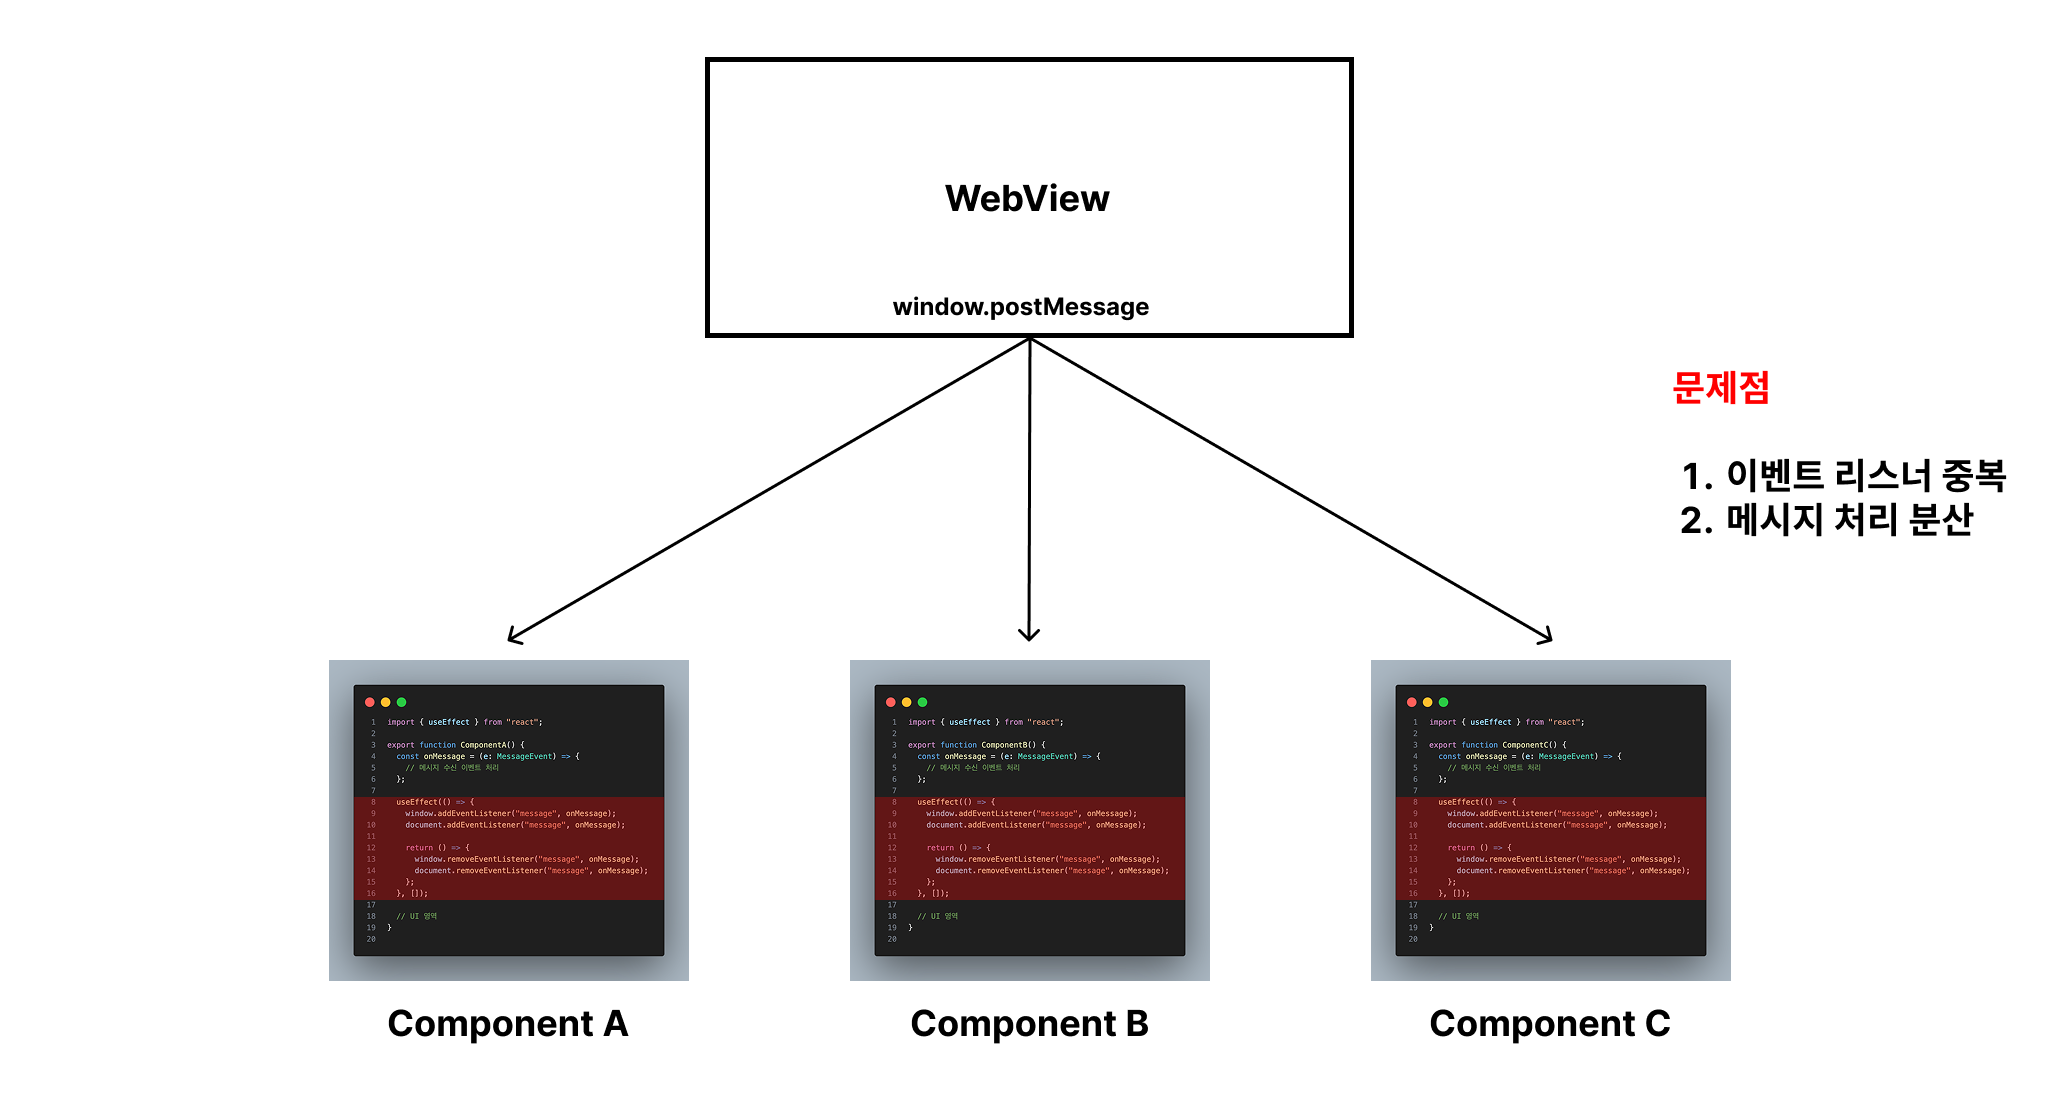 WebView
window.postMessage
문제점
1. 이벤트 리스너 중복
2. 메시지 처리 분산
1 import { useEffect } from "react";
2
3 export function ComponentA() {
4 const onMessage = (e: MessageEvent) => {
5 // 메시지 수신 이벤트 처리
6 };
7
8 useEffect(() => {
9 window.addEventListener("message", onMessage);
10 document.addEventListener("message", onMessage);
11
12 return () => {
13 window.removeEventListener("message", onMessage);
14 document.removeEventListener("message", onMessage);
15 };
16 }, []);
17
18 // UI 영역
19 }
20
Component A
1 import { useEffect } from "react";
2
3 export function ComponentB() {
4 const onMessage = (e: MessageEvent) => {
5 // 메시지 수신 이벤트 처리
6 };
7
8 useEffect(() => {
9 window.addEventListener("message", onMessage);
10 document.addEventListener("message", onMessage);
11
12 return () => {
13 window.removeEventListener("message", onMessage);
14 document.removeEventListener("message", onMessage);
15 };
16 }, []);
17
18 // UI 영역
19 }
20
Component B
1 import { useEffect } from "react";
2
3 export function ComponentC() {
4 const onMessage = (e: MessageEvent) => {
5 // 메시지 수신 이벤트 처리
6 };
7
8 useEffect(() => {
9 window.addEventListener("message", onMessage);
10 document.addEventListener("message", onMessage);
11
12 return () => {
13 window.removeEventListener("message", onMessage);
14 document.removeEventListener("message", onMessage);
15 };
16 }, []);
17
18 // UI 영역
19 }
20
Component C